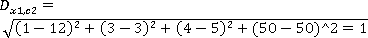 D_{x1,c2} =
√((1−12)² + (3−3)² + (4−5)² + (50−50)^2 = 1